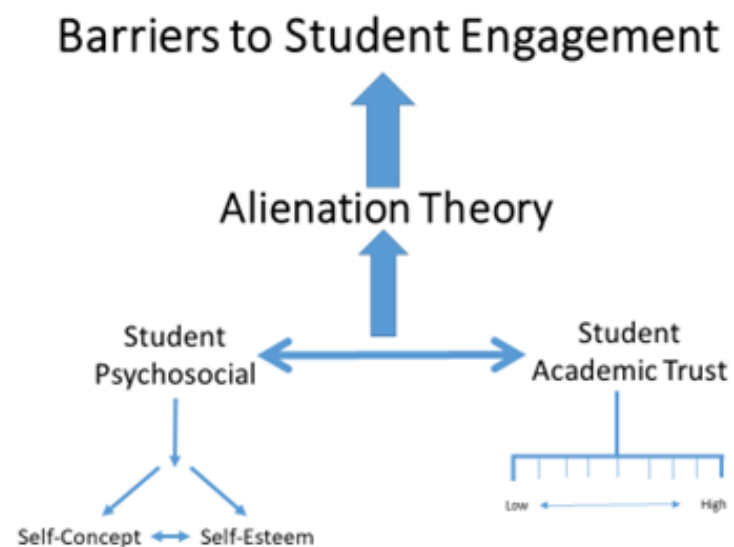 Barriers to Student Engagement
Alienation Theory
Student
Psychosocial
Student
Academic Trust
Low
High
Self-Concept
Self-Esteem